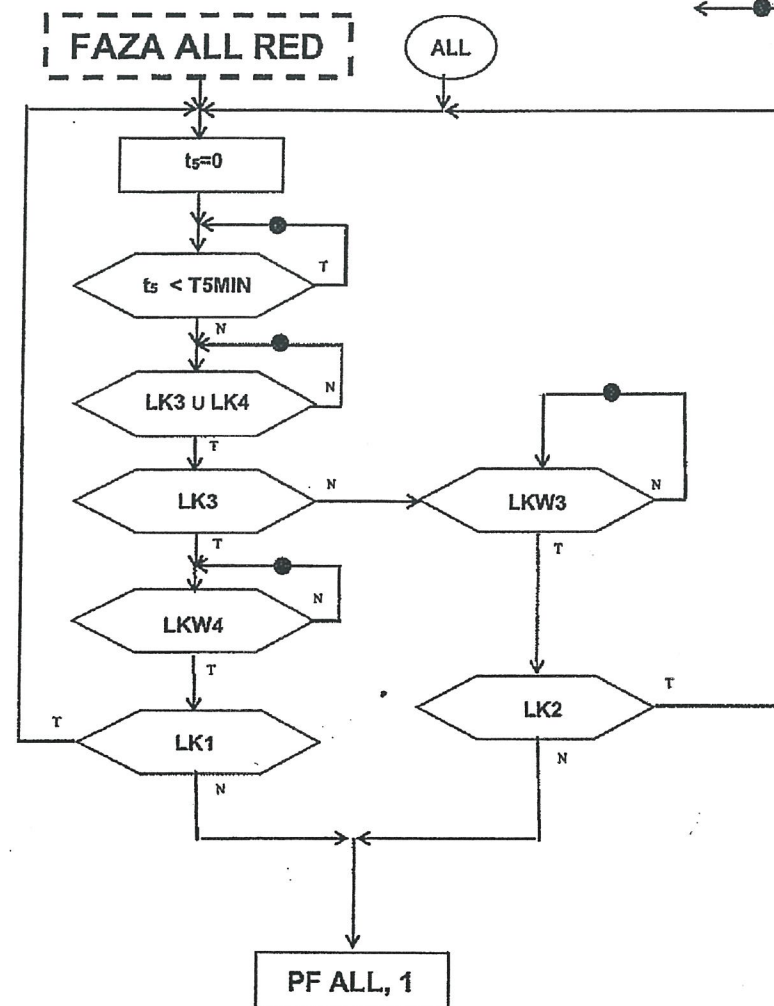 FAZA ALL RED
ALL
t5=0
t5 < T5MIN
T
N
LK3 ∪ LK4
N
T
LK3
N
T
LKW3
N
T
LKW4
N
T
LK1
T
N
LK2
T
N
PF ALL, 1